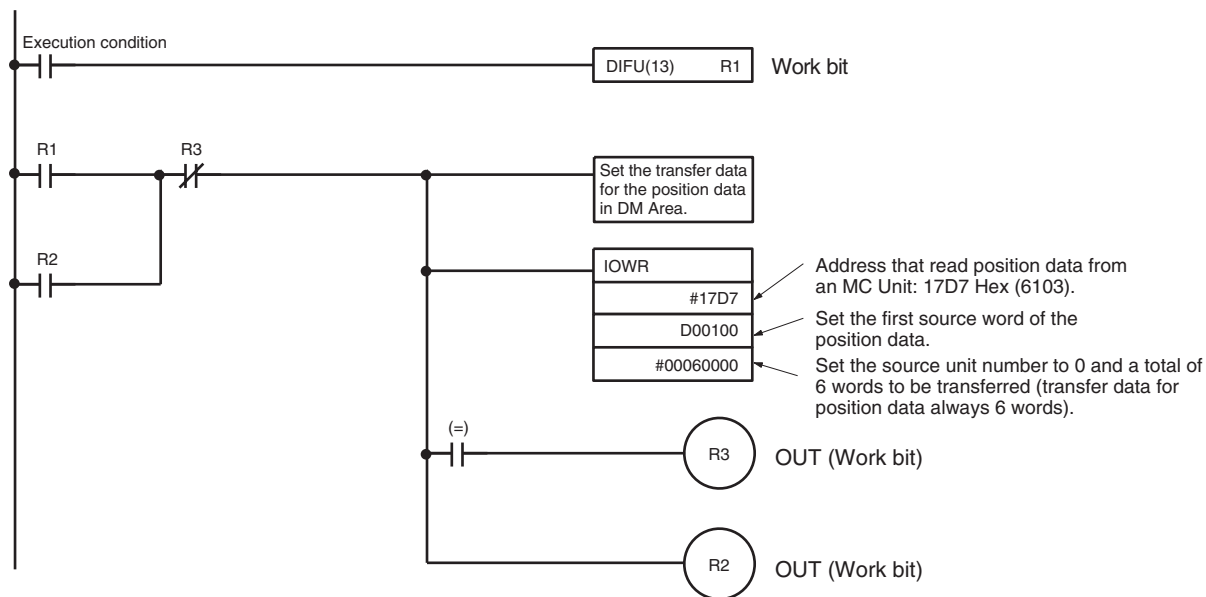 Execution condition
DIFU(13) R1
Work bit
R1
R3
Set the transfer data
for the position data
in DM Area.
R2
IOWR
#17D7
D00100
#00060000
Address that read position data from
an MC Unit: 17D7 Hex (6103).
Set the first source word of the
position data.
Set the source unit number to 0 and a total of
6 words to be transferred (transfer data for
position data always 6 words).
(=)
R3
OUT (Work bit)
R2
OUT (Work bit)